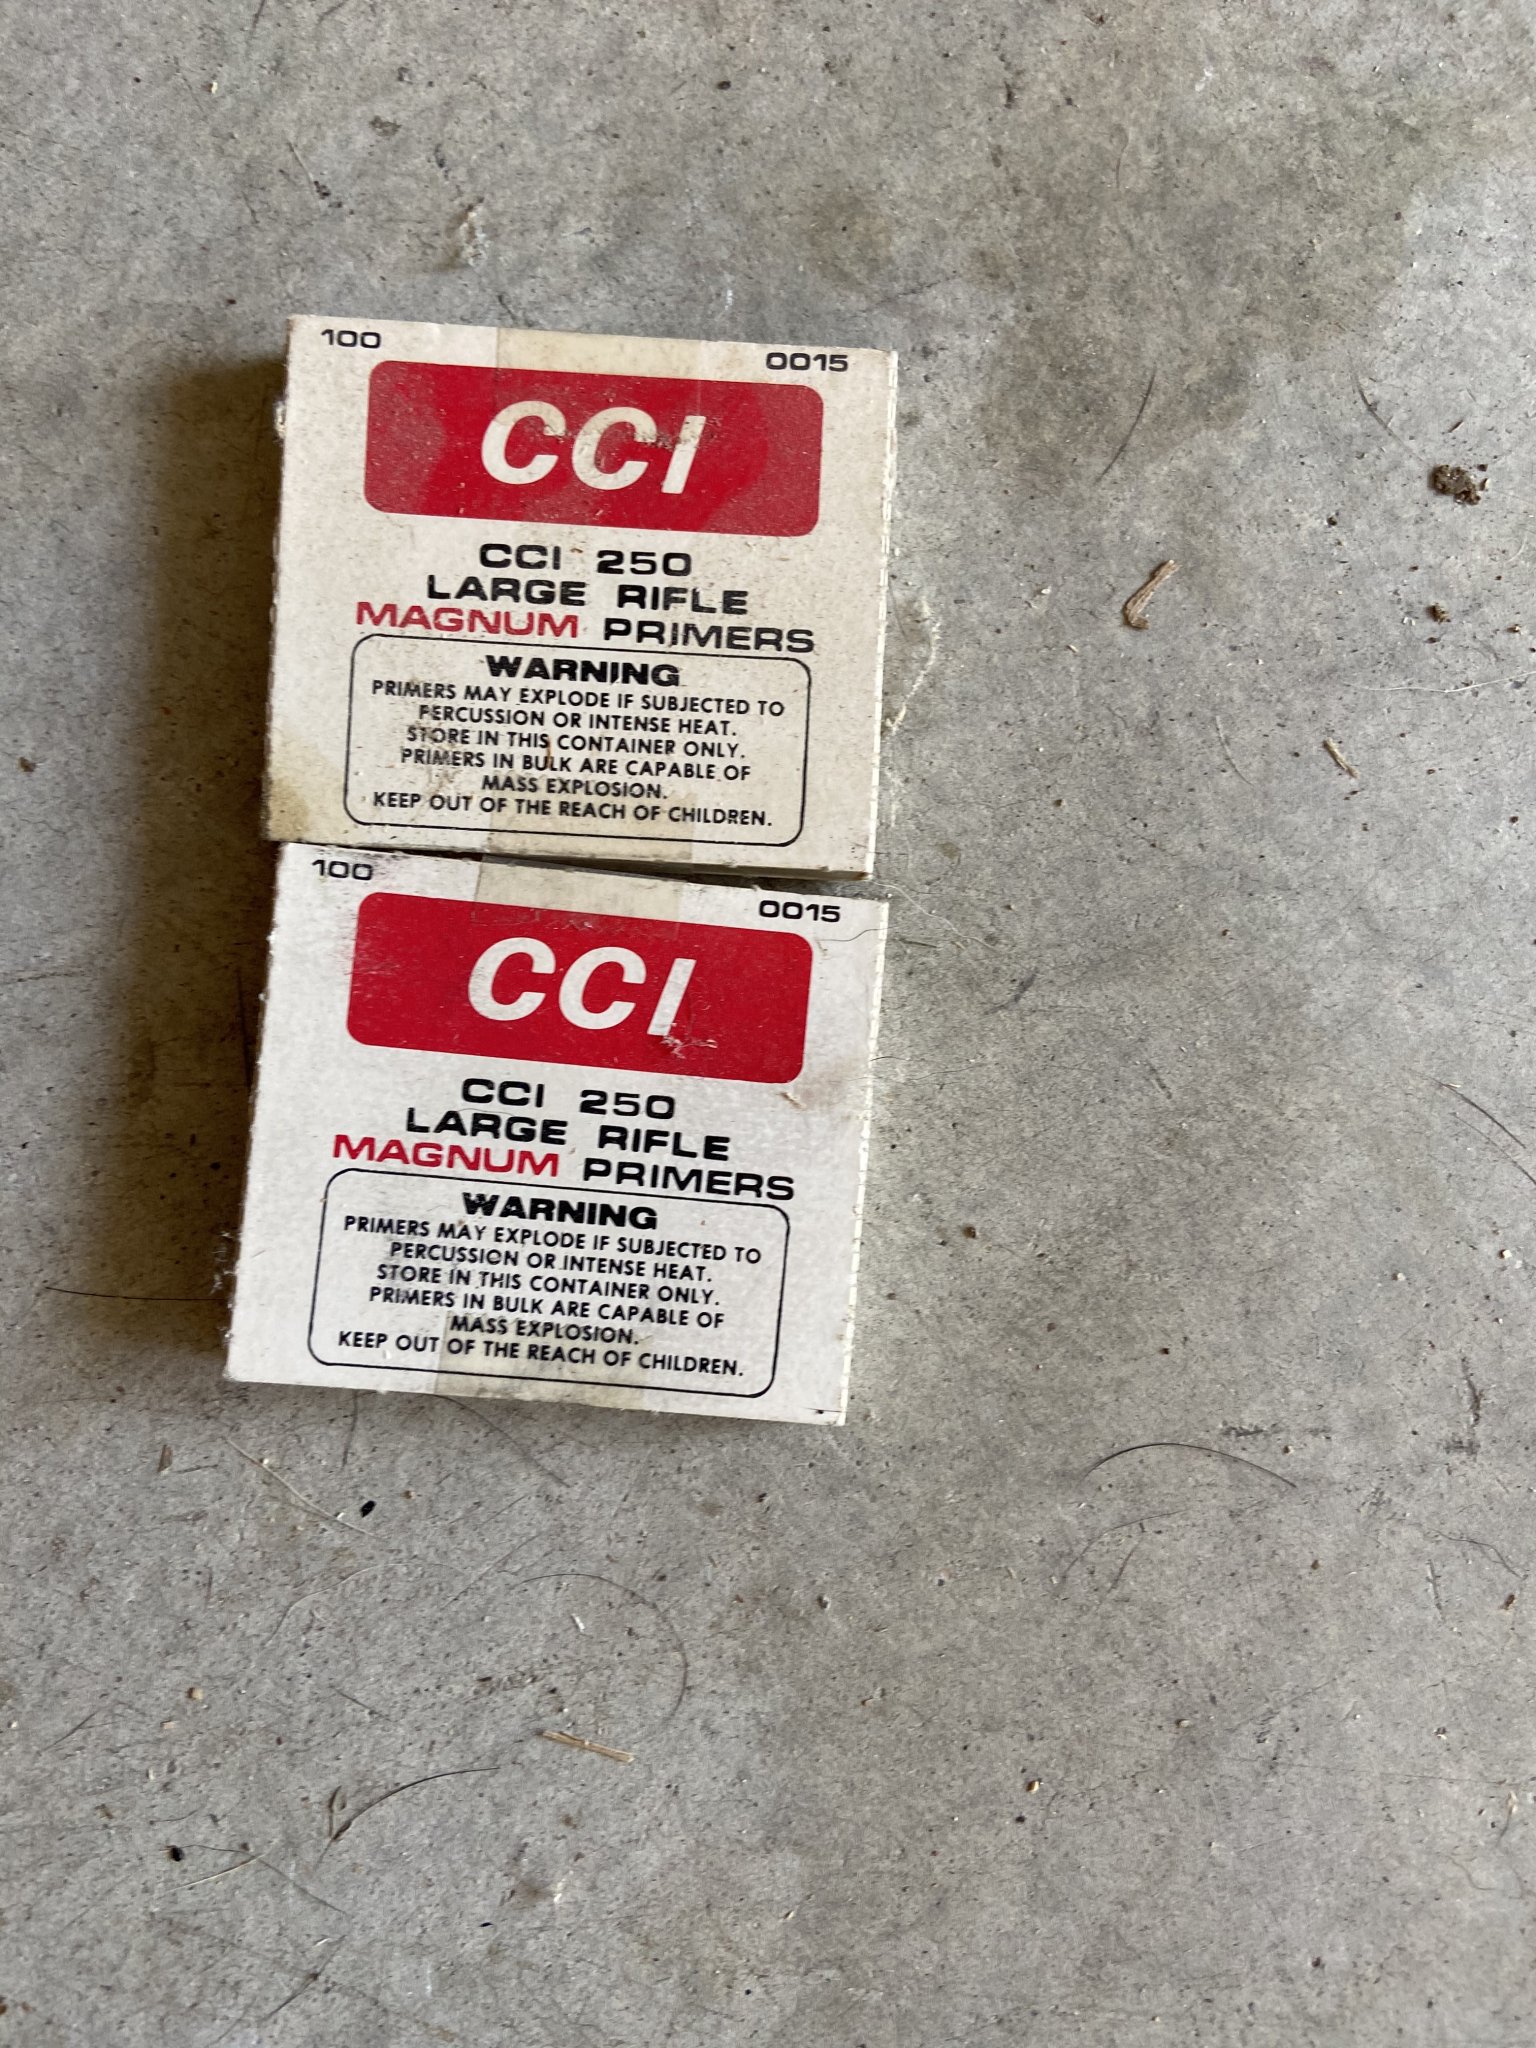 100 0015
CCI
CCI 250
LARGE RIFLE
MAGNUM PRIMERS
WARNING
PRIMERS MAY EXPLODE IF SUBJECTED TO
PERCUSSION OR INTENSE HEAT.
STORE IN THIS CONTAINER ONLY.
PRIMERS IN BULK ARE CAPABLE OF
MASS EXPLOSION.
KEEP OUT OF THE REACH OF CHILDREN.
100 0015
CCI
CCI 250
LARGE RIFLE
MAGNUM PRIMERS
WARNING
PRIMERS MAY EXPLODE IF SUBJECTED TO
PERCUSSION OR INTENSE HEAT.
STORE IN THIS CONTAINER ONLY.
PRIMERS IN BULK ARE CAPABLE OF
MASS EXPLOSION.
KEEP OUT OF THE REACH OF CHILDREN.